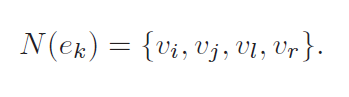 N(e_k) = {v_i, v_j, v_l, v_r}.